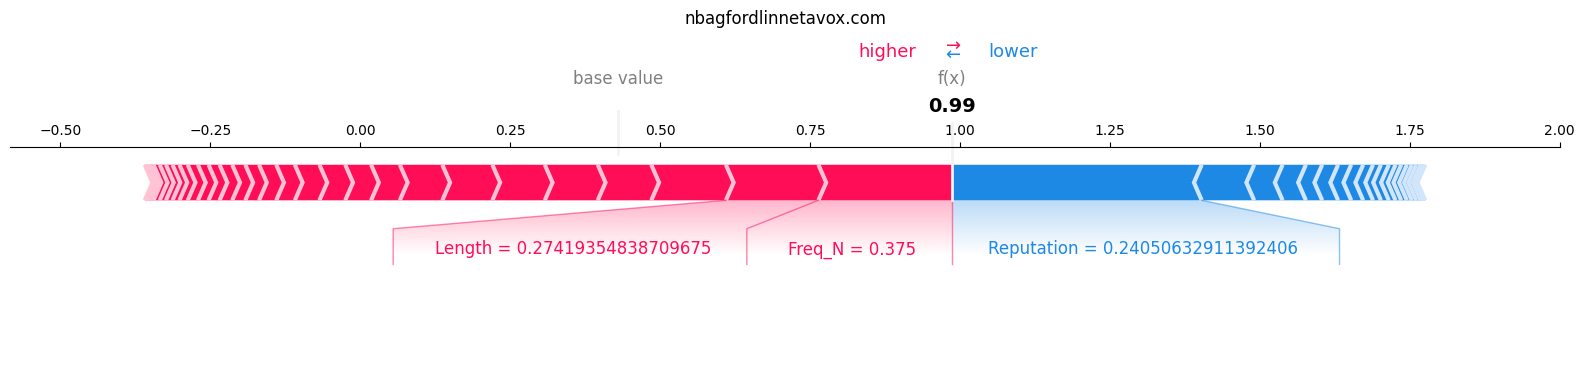 nbagfordlinnetavox.com
higher ⇄ lower
base value f(x)
0.99
−0.50 −0.25 0.00 0.25 0.50 0.75 1.00 1.25 1.50 1.75 2.00
Length = 0.27419354838709675 Freq_N = 0.375 Reputation = 0.24050632911392406